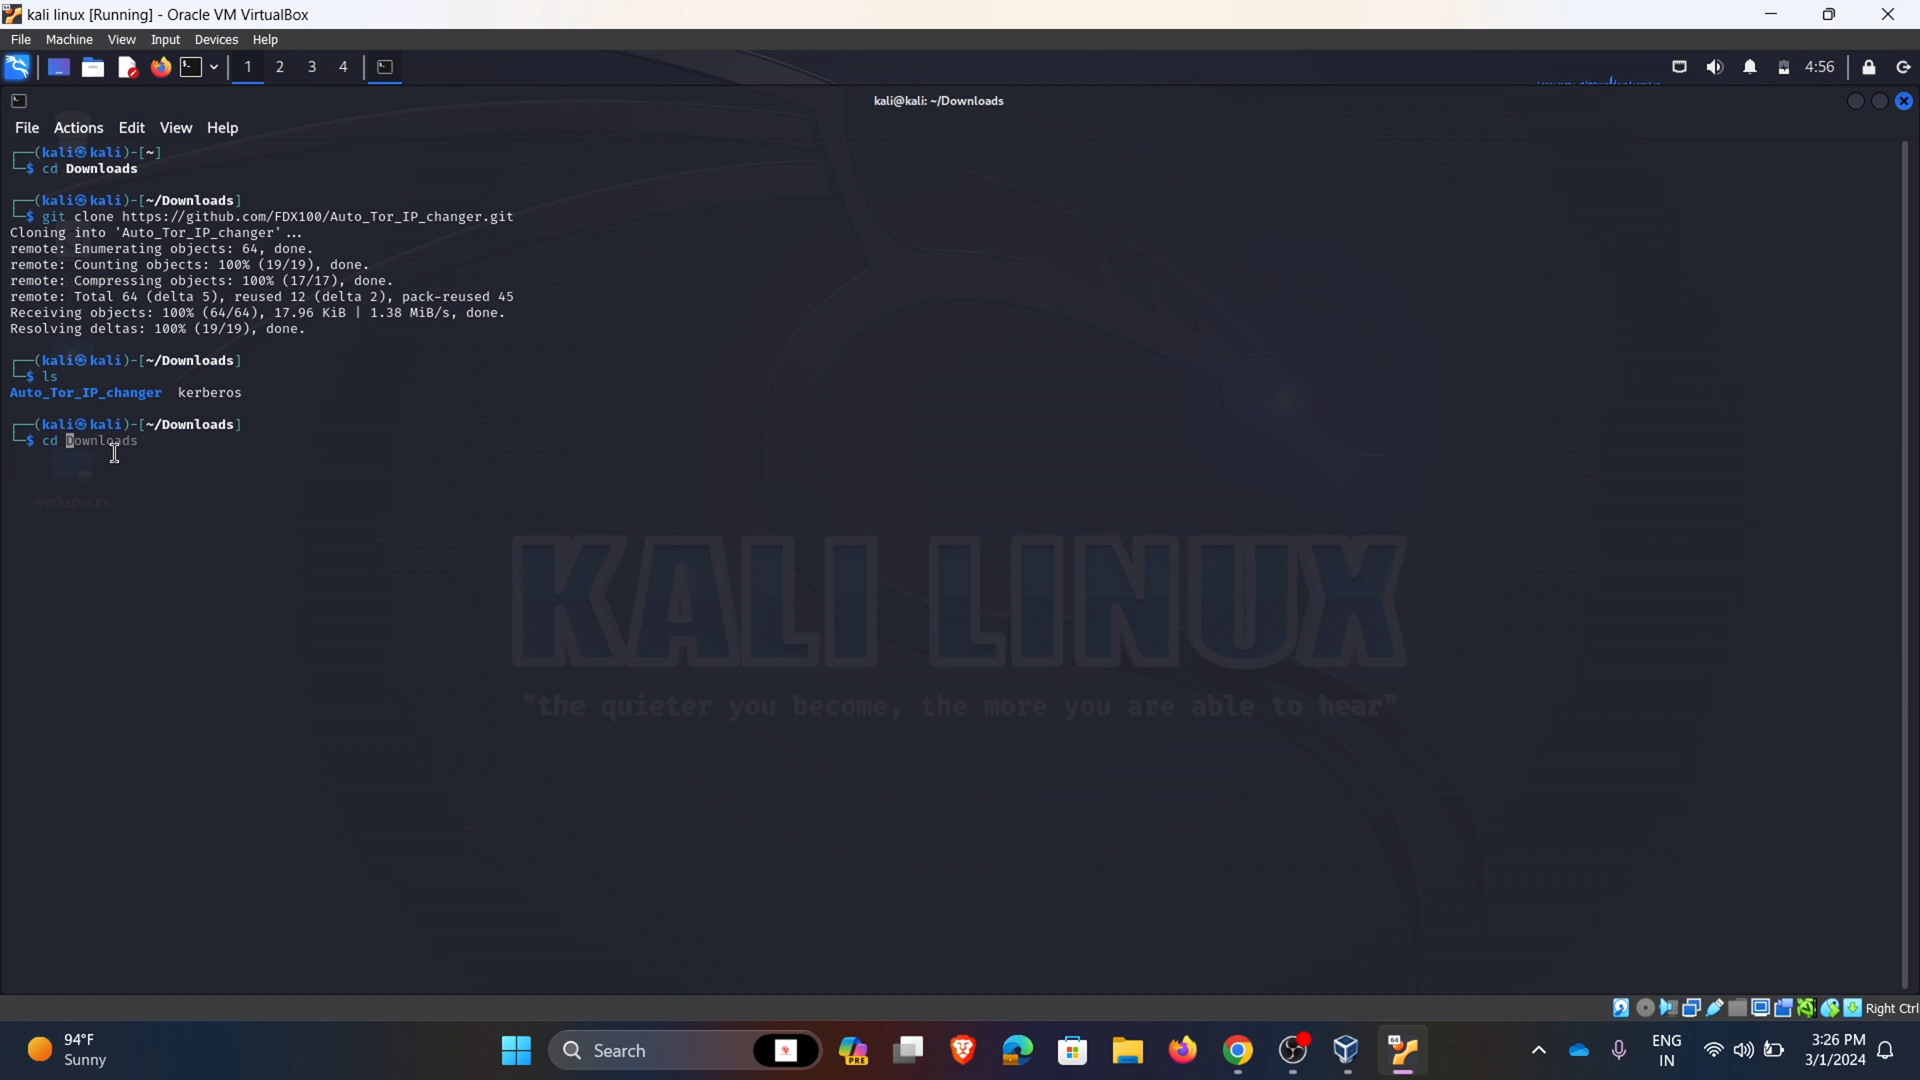 kali linux [Running] - Oracle VM VirtualBox
File Machine View Input Devices Help
1 2 3 4 4:56
kali@kali: ~/Downloads
File Actions Edit View Help
┌──(kali㉿kali)-[~]
└─$ cd Downloads
┌──(kali㉿kali)-[~/Downloads]
└─$ git clone https://github.com/FDX100/Auto_Tor_IP_changer.git
Cloning into 'Auto_Tor_IP_changer'...
remote: Enumerating objects: 64, done.
remote: Counting objects: 100% (19/19), done.
remote: Compressing objects: 100% (17/17), done.
remote: Total 64 (delta 5), reused 12 (delta 2), pack-reused 45
Receiving objects: 100% (64/64), 17.96 KiB | 1.38 MiB/s, done.
Resolving deltas: 100% (19/19), done.
┌──(kali㉿kali)-[~/Downloads]
└─$ ls
Auto_Tor_IP_changer kerberos
┌──(kali㉿kali)-[~/Downloads]
└─$ cd Downloads
workspaces
KALI LINUX
"the quieter you become, the more you are able to hear"
Right Ctrl
94°F
Sunny
Search
PRE
64
ENG
IN
3:26 PM
3/1/2024